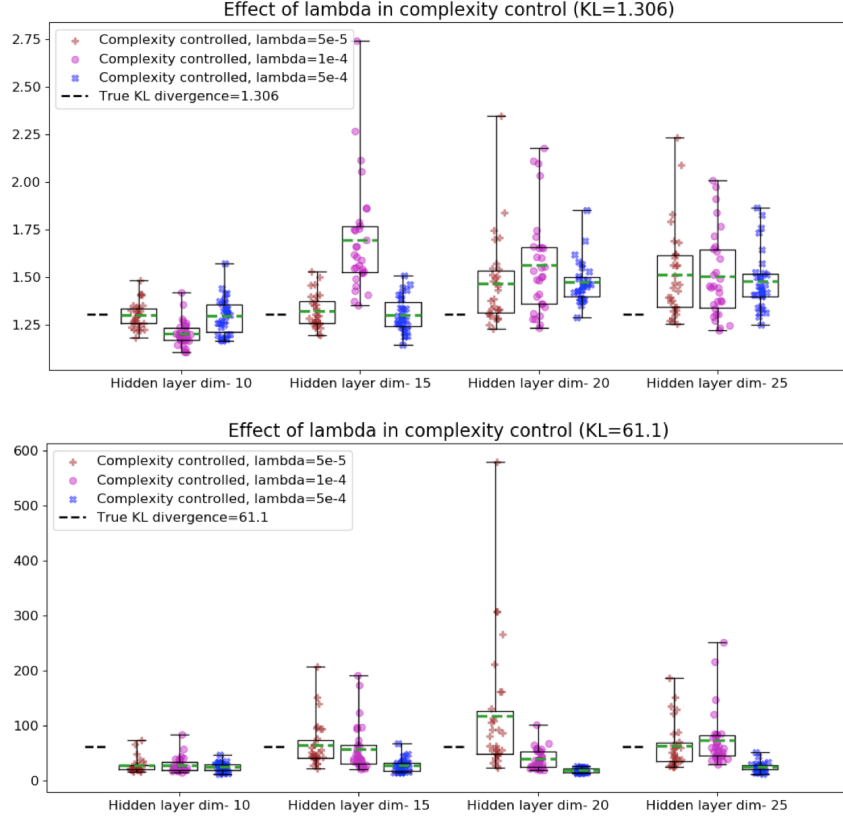 Effect of lambda in complexity control (KL=1.306)
2.75
2.50
2.25
2.00
1.75
1.50
1.25
Complexity controlled, lambda=5e-5
Complexity controlled, lambda=1e-4
Complexity controlled, lambda=5e-4
True KL divergence=1.306
Hidden layer dim- 10
Hidden layer dim- 15
Hidden layer dim- 20
Hidden layer dim- 25
Effect of lambda in complexity control (KL=61.1)
600
500
400
300
200
100
0
Complexity controlled, lambda=5e-5
Complexity controlled, lambda=1e-4
Complexity controlled, lambda=5e-4
True KL divergence=61.1
Hidden layer dim- 10
Hidden layer dim- 15
Hidden layer dim- 20
Hidden layer dim- 25